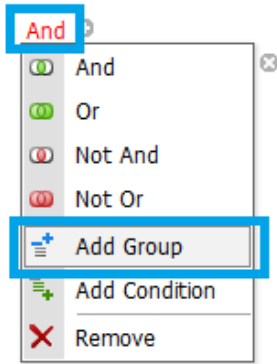 And
And
Or
Not And
Not Or
Add Group
Add Condition
Remove